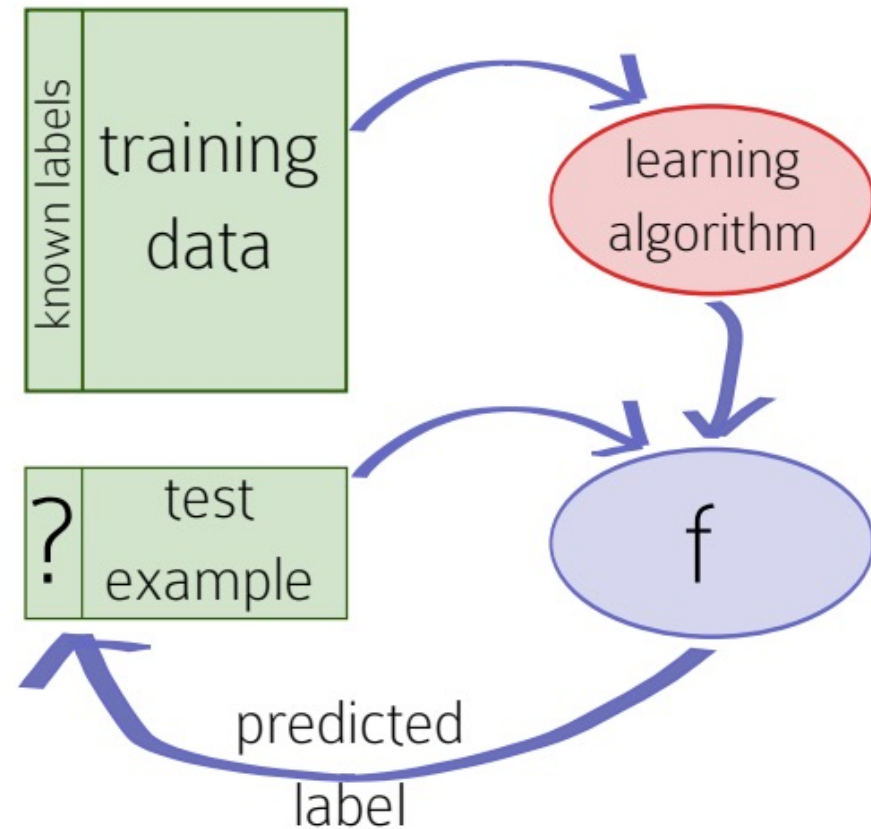 known labels
training
data
learning
algorithm
?
test
example
f
predicted
label